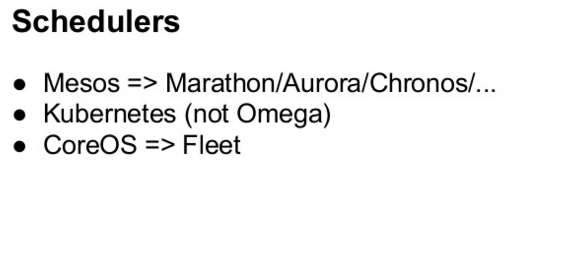 Schedulers
● Mesos => Marathon/Aurora/Chronos/...
● Kubernetes (not Omega)
● CoreOS => Fleet